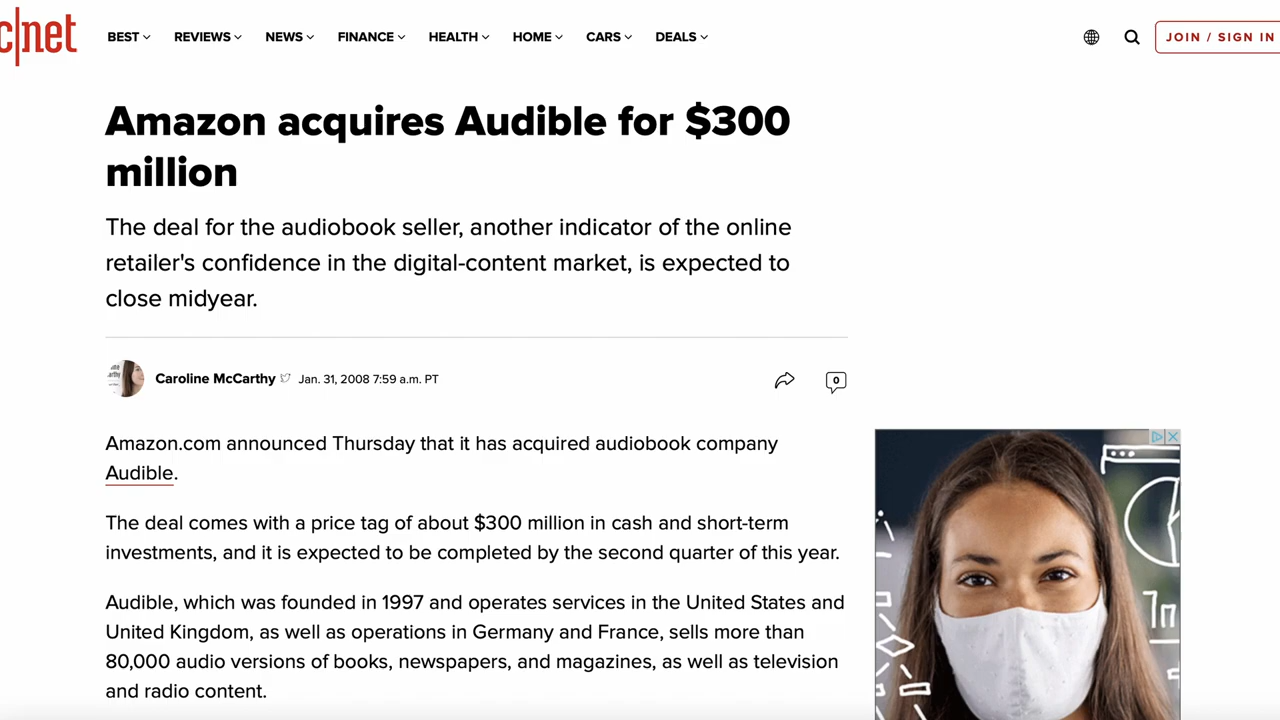 c|net
BEST REVIEWS NEWS FINANCE HEALTH HOME CARS DEALS JOIN / SIGN IN
Amazon acquires Audible for $300
million
The deal for the audiobook seller, another indicator of the online
retailer's confidence in the digital-content market, is expected to
close midyear.
Caroline McCarthy Jan. 31, 2008 7:59 a.m. PT
0
Amazon.com announced Thursday that it has acquired audiobook company
Audible.
The deal comes with a price tag of about $300 million in cash and short-term
investments, and it is expected to be completed by the second quarter of this year.
Audible, which was founded in 1997 and operates services in the United States and
United Kingdom, as well as operations in Germany and France, sells more than
80,000 audio versions of books, newspapers, and magazines, as well as television
and radio content.